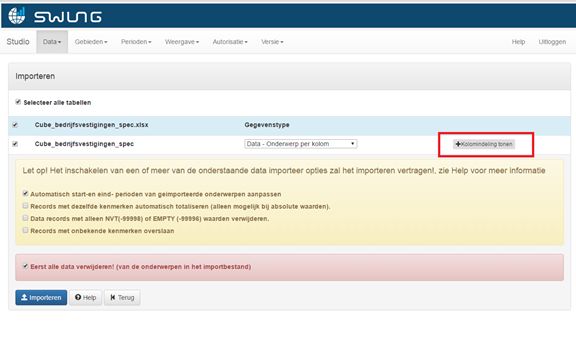 SWING
Studio Data Gebieden Perioden Weergave Autorisatie Versie Help Uitloggen
Importeren
Selecteer alle tabellen
Cube_bedrijfsvestigingen_spec.xlsx Gegevenstype
Cube_bedrijfsvestigingen_spec Data - Onderwerp per kolom +Kolomindeling tonen
Let op! Het inschakelen van een of meer van de onderstaande data importeer opties zal het importeren vertragen!, zie Help voor meer informatie
Automatisch start-en eind- perioden van geimporteerde onderwerpen aanpassen
Records met dezelfde kenmerken automatisch totaliseren (alleen mogelijk bij absolute waarden).
Data records met alleen NVT(-99998) of EMPTY (-99996) waarden verwijderen.
Records met onbekende kenmerken overslaan
Eerst alle data verwijderen! (van de onderwerpen in het importbestand)
Importeren Help Terug